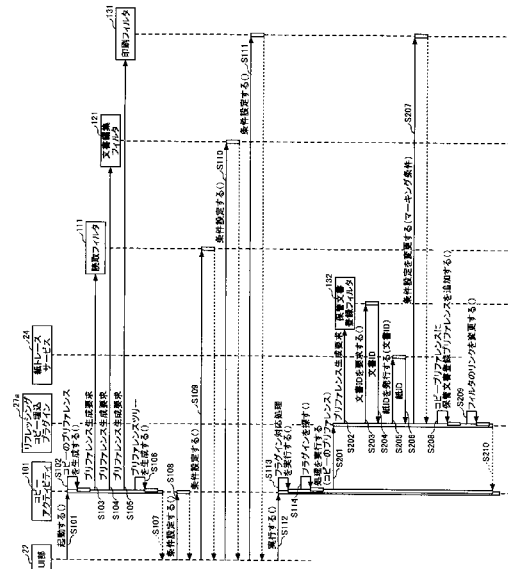 22
UI部
101
コピー
アクティビティ
27a
リフレッシング
コピー埋込
プラグイン
24
紙トレース
サービス
111
読取フィルタ
121
文書編集
フィルタ
131
印刷フィルタ
132
保管文書
登録フィルタ
起動する()
S101
S102
コピーのプリファレンス
を生成する()
プリファレンス生成要求
S103
プリファレンス生成要求
S104
プリファレンス生成要求
S105
プリファレンスツリー
を生成する()
S106
S107
条件設定する()
S108
条件設定する()
S109
条件設定する()
S110
条件設定する()
S111
実行する()
S112
プラグイン対応処理
を実行する()
S113
プラグインを探す()
S114
処理を実行する
(コピーのプリファレンス)
S201
プリファレンス生成要求
S202
文書IDを要求する()
S203
文書ID
S204
紙IDを発行する(文書ID)
S205
紙ID
S206
条件設定を変更する(マーキング条件)
S207
S208
コピープリファレンスに
保管文書登録プリファレンスを追加する()
S209
フィルタのリンクを変更する()
S210